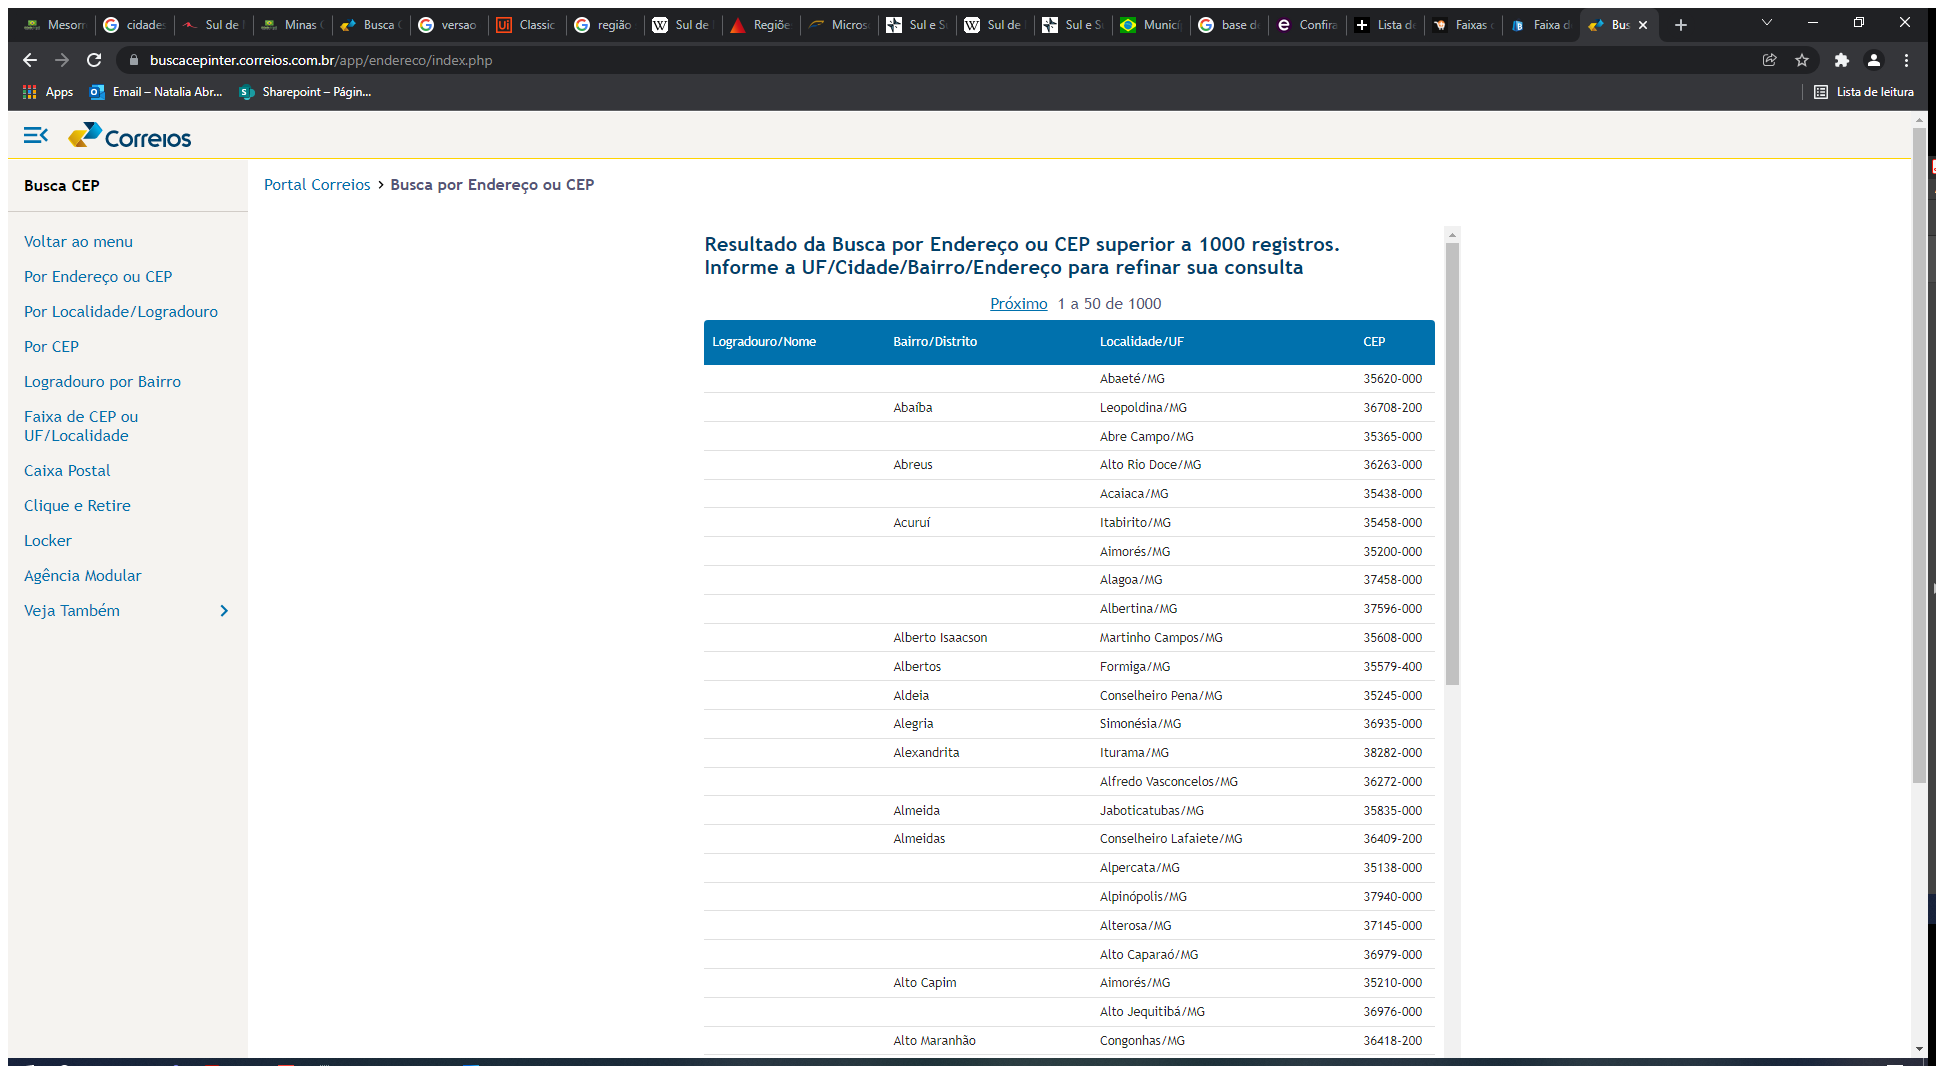 Mesom
cidades
Sul de
Minas
Busca
versao
Classic
região
Sul de
Regiõe
Micros
Sul e S
Sul de
Sul e S
Munici
base d
Confira
Lista de
Faixas
Faixa d
Bus
buscacepinter.correios.com.br/app/endereco/index.php
Apps
Email – Natalia Abr...
Sharepoint – Págin...
Lista de leitura
Correios
Busca CEP
Portal Correios > Busca por Endereço ou CEP
Voltar ao menu
Por Endereço ou CEP
Por Localidade/Logradouro
Por CEP
Logradouro por Bairro
Faixa de CEP ou
UF/Localidade
Caixa Postal
Clique e Retire
Locker
Agência Modular
Veja Também
Resultado da Busca por Endereço ou CEP superior a 1000 registros.
Informe a UF/Cidade/Bairro/Endereço para refinar sua consulta
Próximo 1 a 50 de 1000
Logradouro/Nome Bairro/Distrito Localidade/UF CEP
Abaeté/MG 35620-000
Abaíba Leopoldina/MG 36708-200
Abre Campo/MG 35365-000
Abreus Alto Rio Doce/MG 36263-000
Acaiaca/MG 35438-000
Acuruí Itabirito/MG 35458-000
Aimorés/MG 35200-000
Alagoa/MG 37458-000
Albertina/MG 37596-000
Alberto Isaacson Martinho Campos/MG 35608-000
Albertos Formiga/MG 35579-400
Aldeia Conselheiro Pena/MG 35245-000
Alegria Simonésia/MG 36935-000
Alexandrita Iturama/MG 38282-000
Alfredo Vasconcelos/MG 36272-000
Almeida Jaboticatubas/MG 35835-000
Almeidas Conselheiro Lafaiete/MG 36409-200
Alpercata/MG 35138-000
Alpinópolis/MG 37940-000
Alterosa/MG 37145-000
Alto Caparaó/MG 36979-000
Alto Capim Aimorés/MG 35210-000
Alto Jequitibá/MG 36976-000
Alto Maranhão Congonhas/MG 36418-200